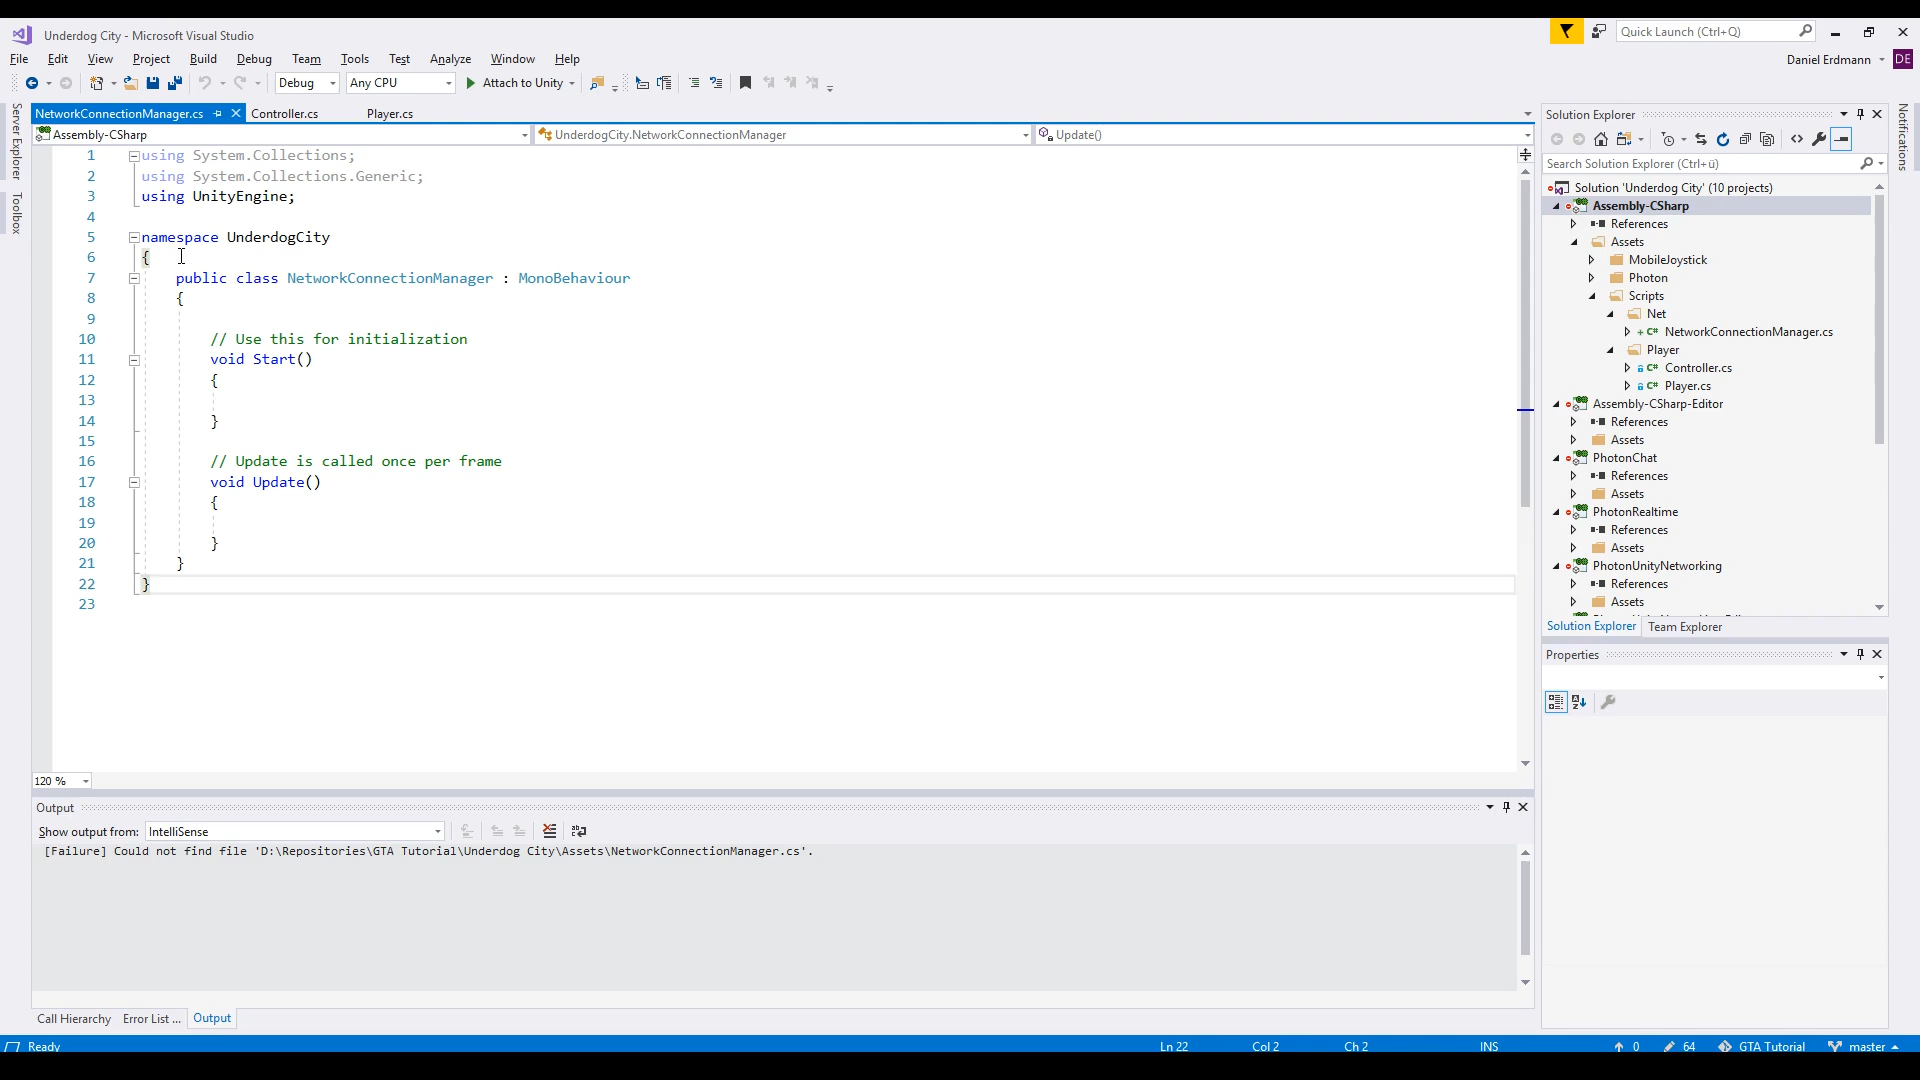 Underdog City - Microsoft Visual Studio
Quick Launch (Ctrl+Q)
File Edit View Project Build Debug Team Tools Test Analyze Window Help
Daniel Erdmann DE
Debug Any CPU Attach to Unity
Server Explorer
Toolbox
Notifications
NetworkConnectionManager.cs Controller.cs Player.cs
Assembly-CSharp UnderdogCity.NetworkConnectionManager Update()
1 using System.Collections;
2 using System.Collections.Generic;
3 using UnityEngine;
4
5 namespace UnderdogCity
6 {
7 public class NetworkConnectionManager : MonoBehaviour
8 {
9
10 // Use this for initialization
11 void Start()
12 {
13
14 }
15
16 // Update is called once per frame
17 void Update()
18 {
19
20 }
21 }
22 }
23
120 %
Output
Show output from: IntelliSense
[Failure] Could not find file 'D:\Repositories\GTA Tutorial\Underdog City\Assets\NetworkConnectionManager.cs'.
Call Hierarchy Error List ... Output
Solution Explorer
Search Solution Explorer (Ctrl+ü)
Solution 'Underdog City' (10 projects)
Assembly-CSharp
References
Assets
MobileJoystick
Photon
Scripts
Net
NetworkConnectionManager.cs
Player
Controller.cs
Player.cs
Assembly-CSharp-Editor
References
Assets
PhotonChat
References
Assets
PhotonRealtime
References
Assets
PhotonUnityNetworking
References
Assets
Solution Explorer Team Explorer
Properties
Ready Ln 22 Col 2 Ch 2 INS 0 64 GTA Tutorial master